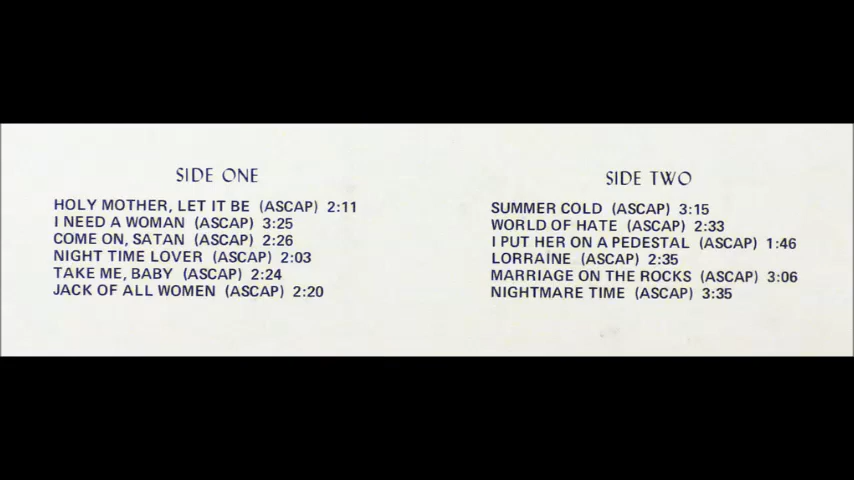 SIDE ONE
HOLY MOTHER, LET IT BE (ASCAP) 2:11
I NEED A WOMAN (ASCAP) 3:25
COME ON, SATAN (ASCAP) 2:26
NIGHT TIME LOVER (ASCAP) 2:03
TAKE ME, BABY (ASCAP) 2:24
JACK OF ALL WOMEN (ASCAP) 2:20
SIDE TWO
SUMMER COLD (ASCAP) 3:15
WORLD OF HATE (ASCAP) 2:33
I PUT HER ON A PEDESTAL (ASCAP) 1:46
LORRAINE (ASCAP) 2:35
MARRIAGE ON THE ROCKS (ASCAP) 3:06
NIGHTMARE TIME (ASCAP) 3:35